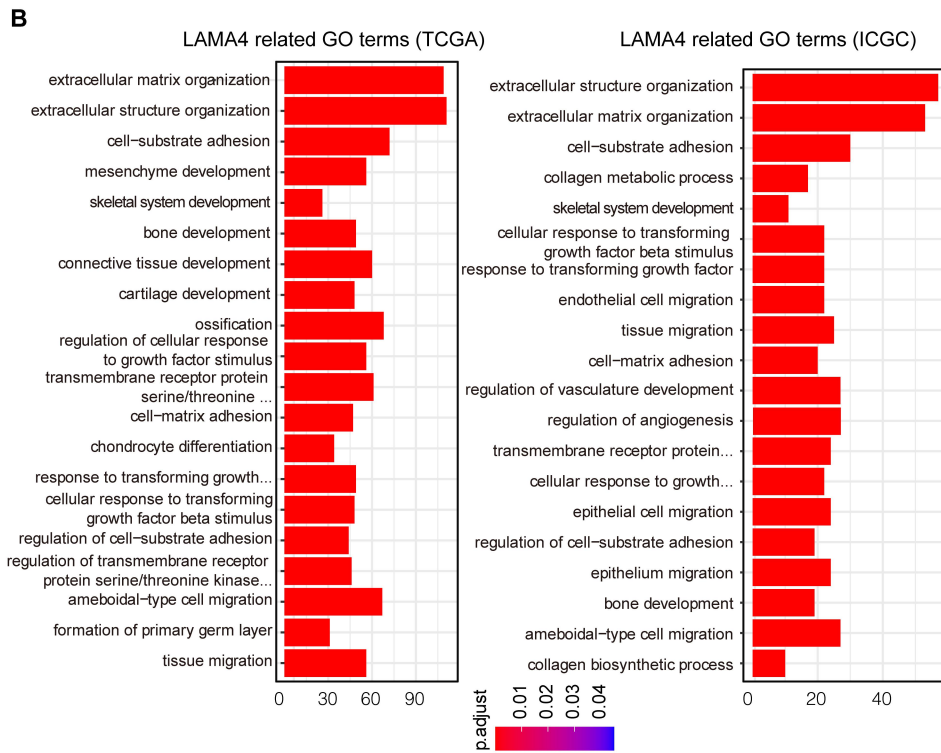 B
LAMA4 related GO terms (TCGA)
extracellular matrix organization
extracellular structure organization
cell−substrate adhesion
mesenchyme development
skeletal system development
bone development
connective tissue development
cartilage development
ossification
regulation of cellular response
to growth factor stimulus
transmembrane receptor protein
serine/threonine ...
cell−matrix adhesion
chondrocyte differentiation
response to transforming growth...
cellular response to transforming
growth factor beta stimulus
regulation of cell−substrate adhesion
regulation of transmembrane receptor
protein serine/threonine kinase...
ameboidal−type cell migration
formation of primary germ layer
tissue migration
0 30 60 90
LAMA4 related GO terms (ICGC)
extracellular structure organization
extracellular matrix organization
cell−substrate adhesion
collagen metabolic process
skeletal system development
cellular response to transforming
growth factor beta stimulus
response to transforming growth factor
endothelial cell migration
tissue migration
cell−matrix adhesion
regulation of vasculature development
regulation of angiogenesis
transmembrane receptor protein...
cellular response to growth...
epithelial cell migration
regulation of cell−substrate adhesion
epithelium migration
bone development
ameboidal−type cell migration
collagen biosynthetic process
0 20 40
p.adjust
0.01
0.02
0.03
0.04